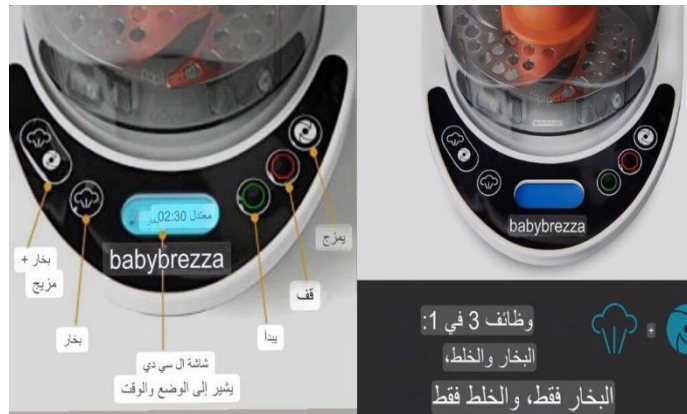 معتدل 02:30
babybrezza
بخار +
مزيج
بخار
شاشة ال سي دي
يشير إلى الوضع والوقت
يبدأ
قف
يمزج
babybrezza
وظائف 3 في 1:
البخار والخلط،
البخار فقط، والخلط فقط
+